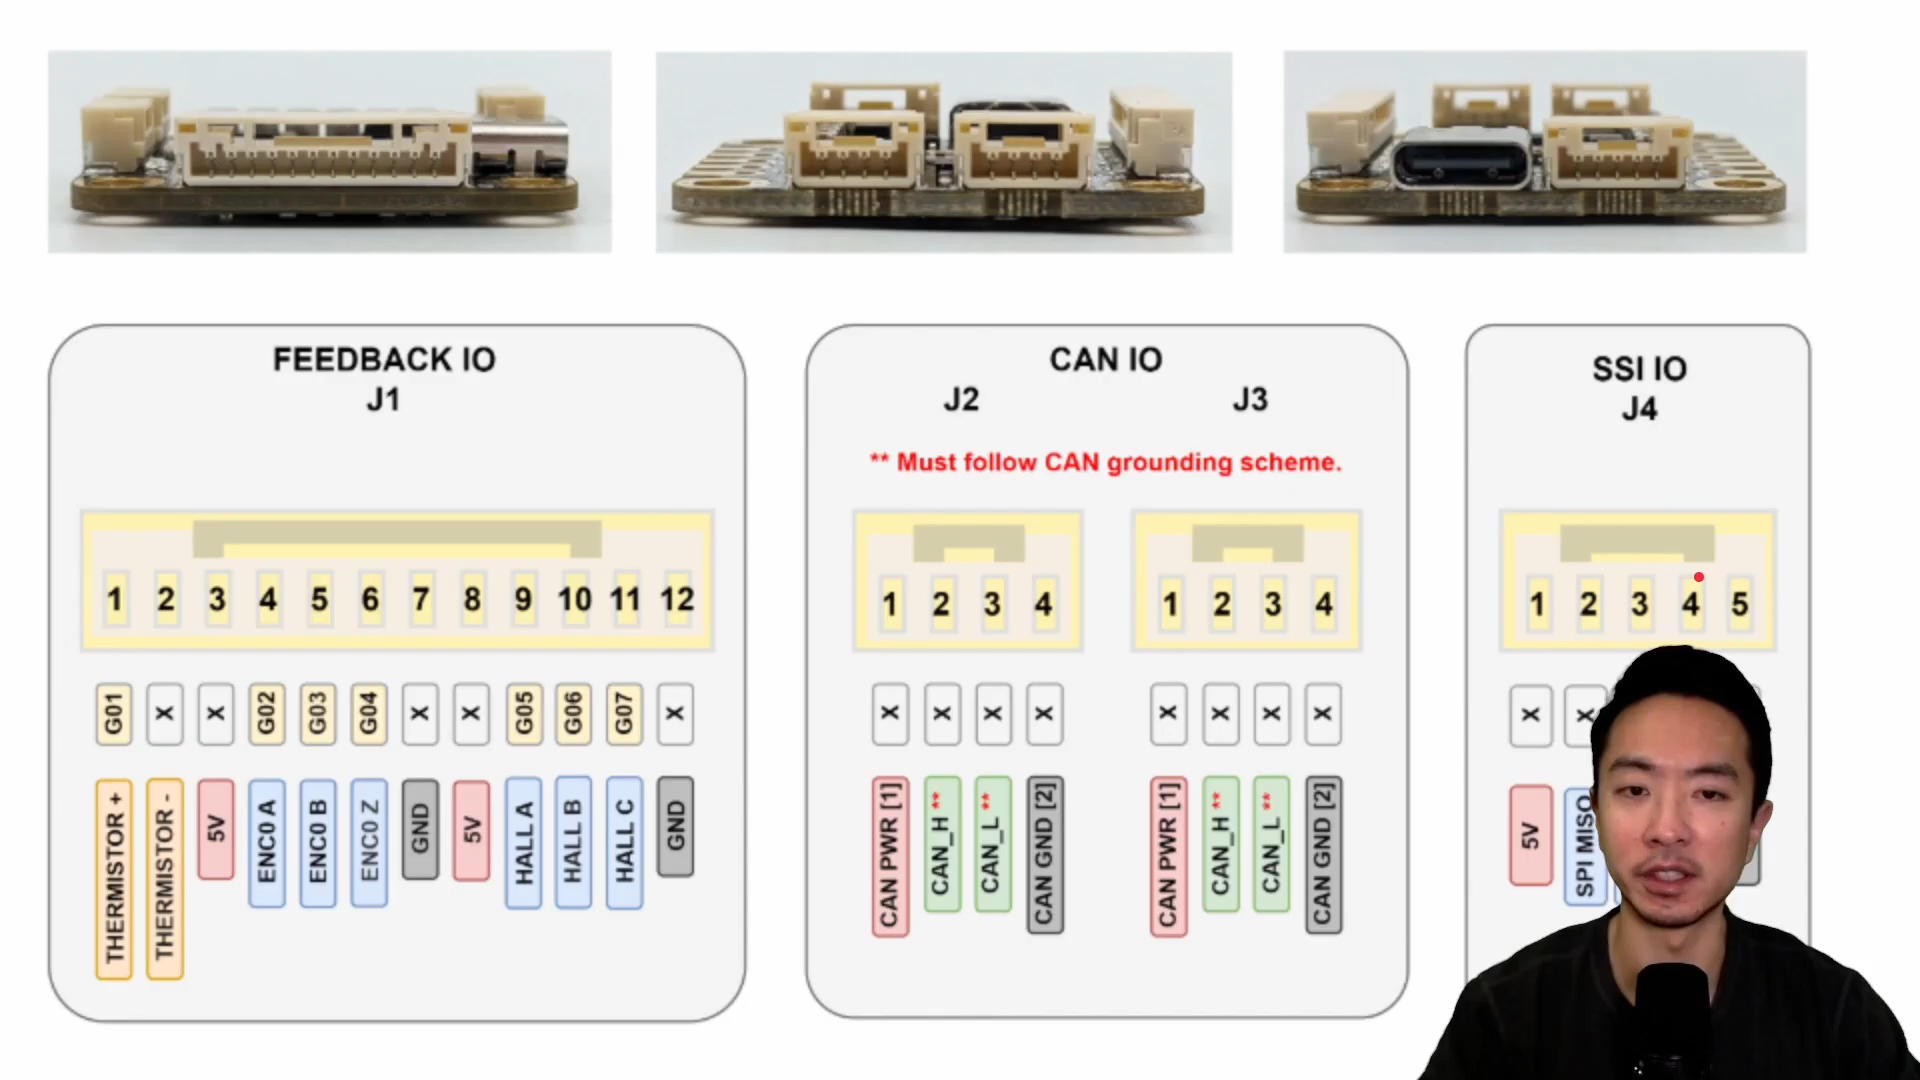 FEEDBACK IO
J1
1 2 3 4 5 6 7 8 9 10 11 12
G01 X X G02 G03 G04 X X G05 G06 G07 X
THERMISTOR + THERMISTOR - 5V ENC0 A ENC0 B ENC0 Z GND 5V HALL A HALL B HALL C GND
CAN IO
J2 J3
** Must follow CAN grounding scheme.
1 2 3 4 1 2 3 4
X X X X X X X X
CAN PWR [1] CAN_H ** CAN_L ** CAN GND [2] CAN PWR [1] CAN_H ** CAN_L ** CAN GND [2]
SSI IO
J4
1 2 3 4 5
X X
5V SPI MISO